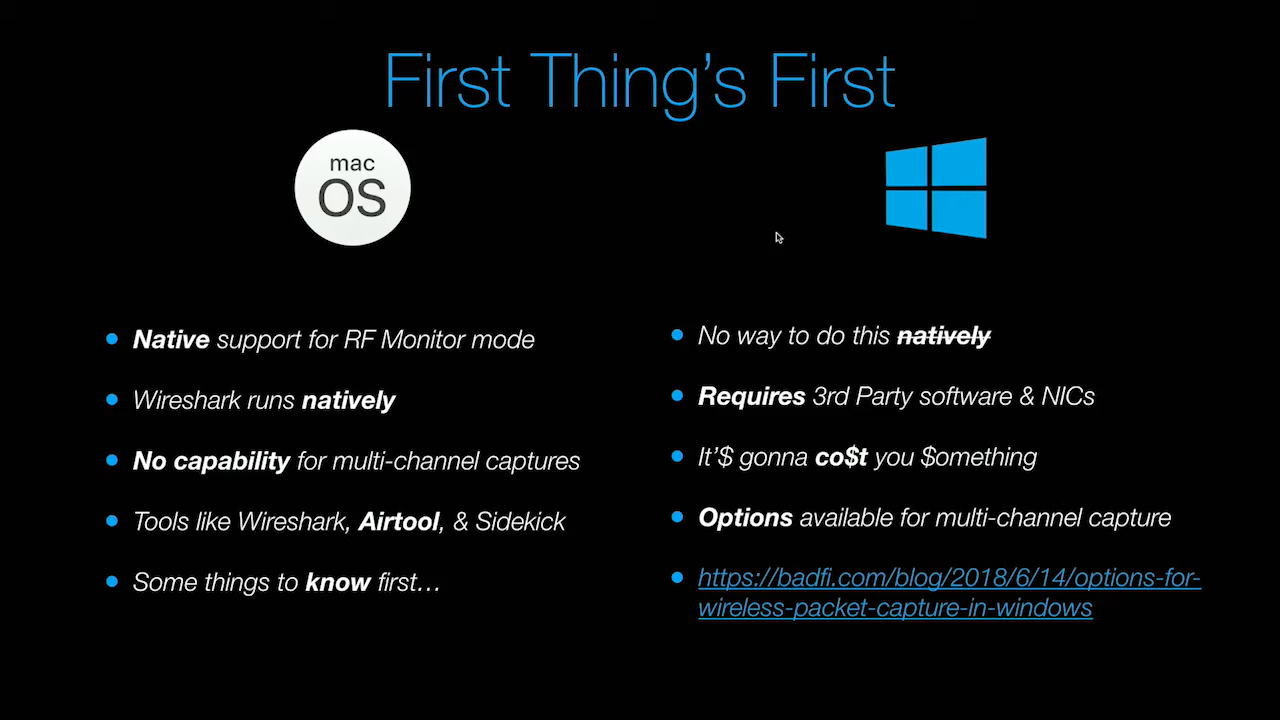 First Thing’s First
mac
OS
Native support for RF Monitor mode
Wireshark runs natively
No capability for multi-channel captures
Tools like Wireshark, Airtool, & Sidekick
Some things to know first…
No way to do this natively
Requires 3rd Party software & NICs
It’$ gonna co$t you $omething
Options available for multi-channel capture
https://badfi.com/blog/2018/6/14/options-for-
wireless-packet-capture-in-windows